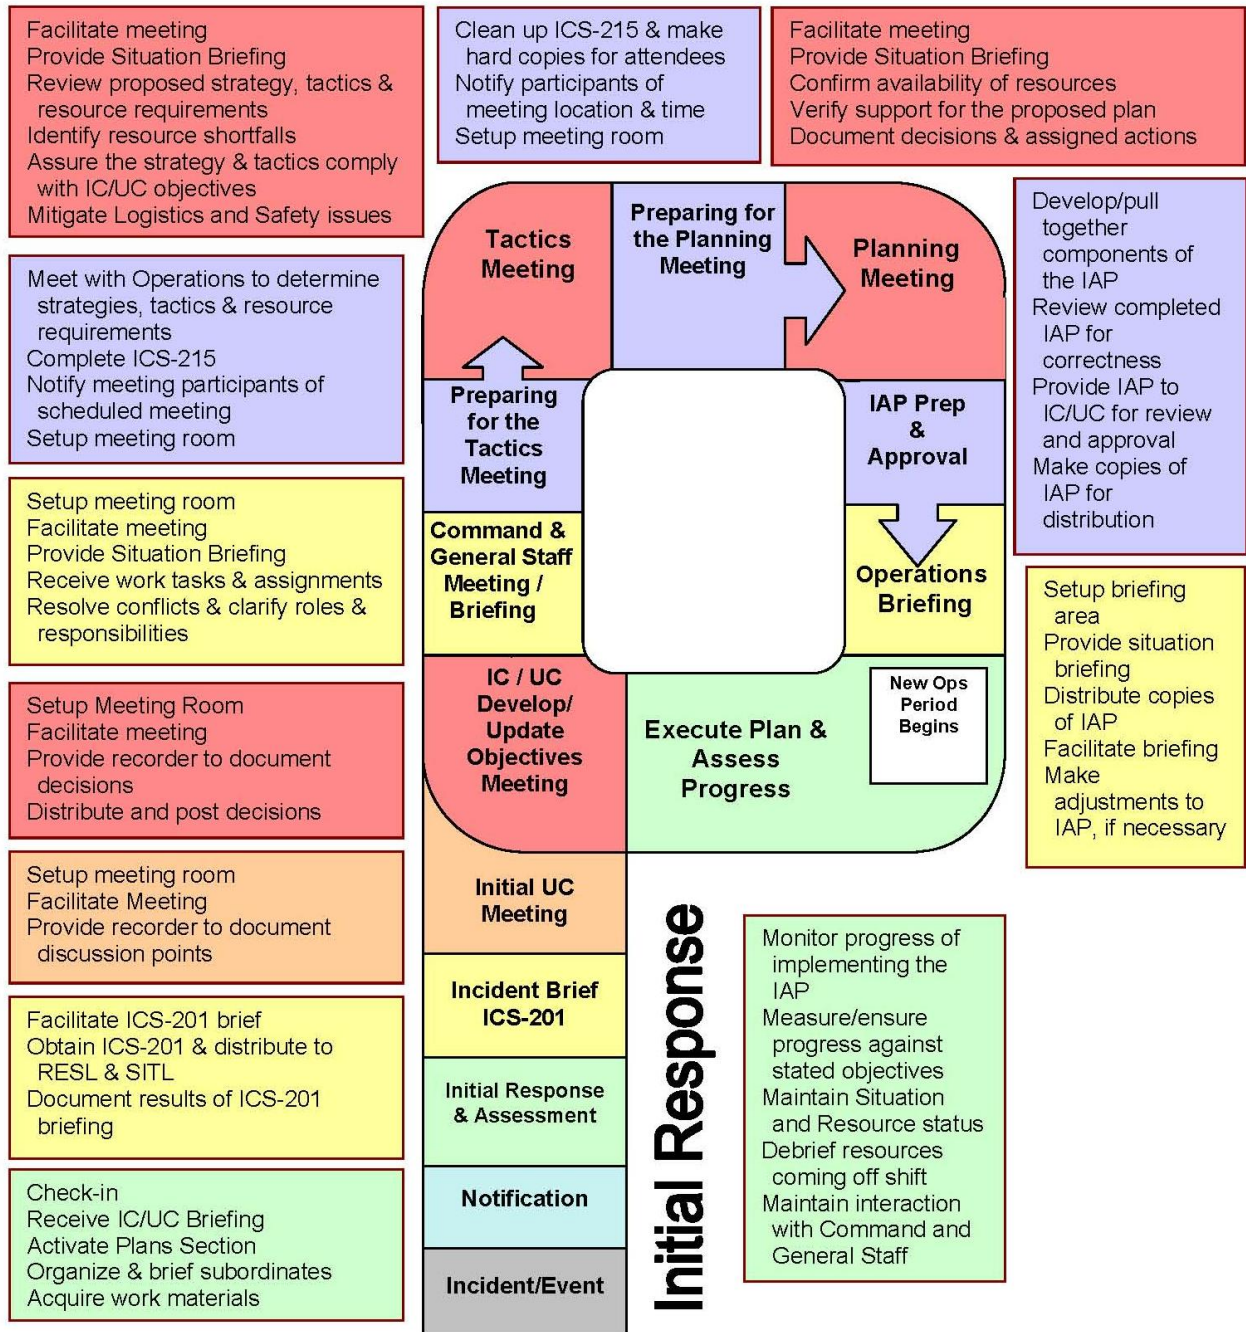 Facilitate meeting
Provide Situation Briefing
Review proposed strategy, tactics &
resource requirements
Identify resource shortfalls
Assure the strategy & tactics comply
with IC/UC objectives
Mitigate Logistics and Safety issues
Clean up ICS-215 & make
hard copies for attendees
Notify participants of
meeting location & time
Setup meeting room
Facilitate meeting
Provide Situation Briefing
Confirm availability of resources
Verify support for the proposed plan
Document decisions & assigned actions
Meet with Operations to determine
strategies, tactics & resource
requirements
Complete ICS-215
Notify meeting participants of
scheduled meeting
Setup meeting room
Setup meeting room
Facilitate meeting
Provide Situation Briefing
Receive work tasks & assignments
Resolve conflicts & clarify roles &
responsibilities
Setup Meeting Room
Facilitate meeting
Provide recorder to document
decisions
Distribute and post decisions
Setup meeting room
Facilitate Meeting
Provide recorder to document
discussion points
Facilitate ICS-201 brief
Obtain ICS-201 & distribute to
RESL & SITL
Document results of ICS-201
briefing
Check-in
Receive IC/UC Briefing
Activate Plans Section
Organize & brief subordinates
Acquire work materials
Tactics
Meeting
Preparing for
the Planning
Meeting
Planning
Meeting
Preparing
for the
Tactics
Meeting
IAP Prep
&
Approval
Command &
General Staff
Meeting /
Briefing
Operations
Briefing
IC / UC
Develop/
Update
Objectives
Meeting
Execute Plan &
Assess
Progress
New Ops
Period
Begins
Initial UC
Meeting
Incident Brief
ICS-201
Initial Response
& Assessment
Notification
Incident/Event
Initial Response
Develop/pull
together
components of
the IAP
Review completed
IAP for
correctness
Provide IAP to
IC/UC for review
and approval
Make copies of
IAP for
distribution
Setup briefing
area
Provide situation
briefing
Distribute copies
of IAP
Facilitate briefing
Make
adjustments to
IAP, if necessary
Monitor progress of
implementing the
IAP
Measure/ensure
progress against
stated objectives
Maintain Situation
and Resource status
Debrief resources
coming off shift
Maintain interaction
with Command and
General Staff